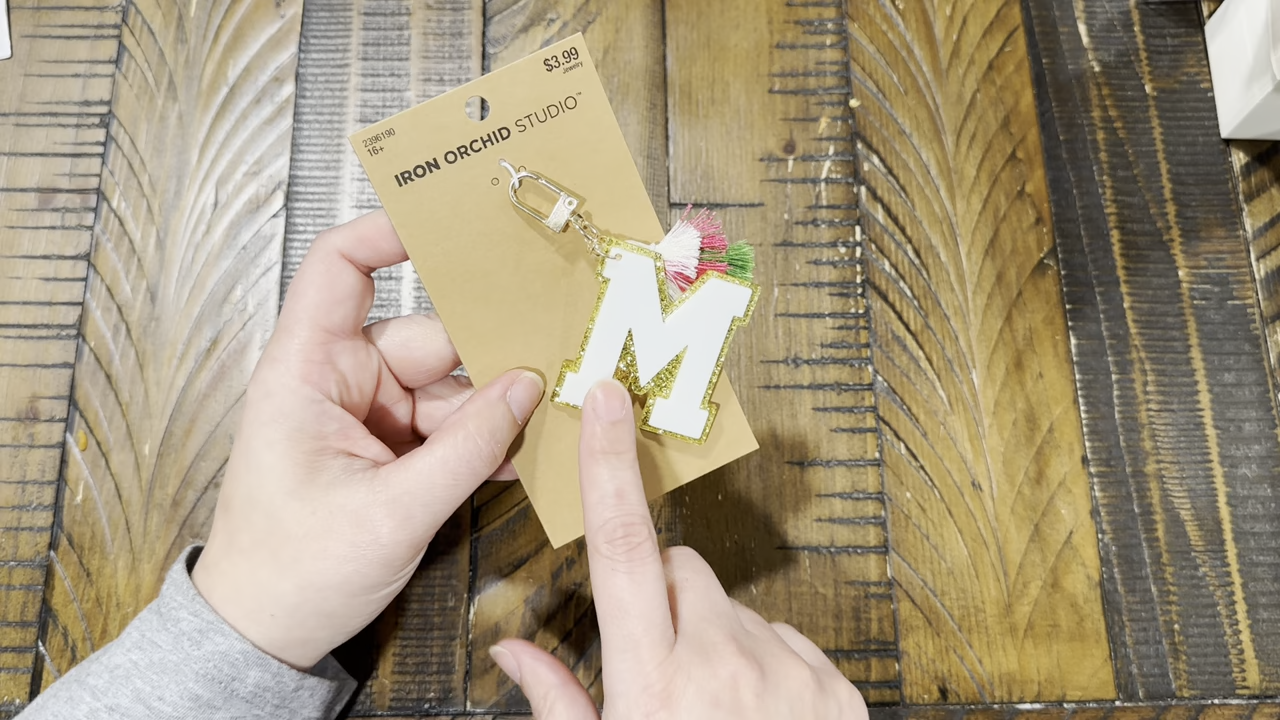 $3.99
Jewelry
2396190
16+
IRON ORCHID STUDIO™
M